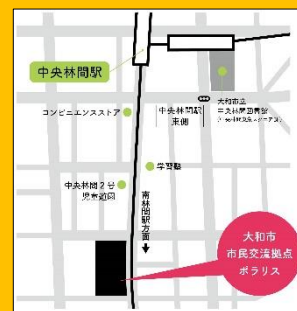 中央林間駅
コンビニエンスストア
中央林間駅
東側
大和市立
中央林間図書館
学習塾
中央林間2号
児童遊園
南林間駅方面
大和市
市民交流拠点
ポラリス